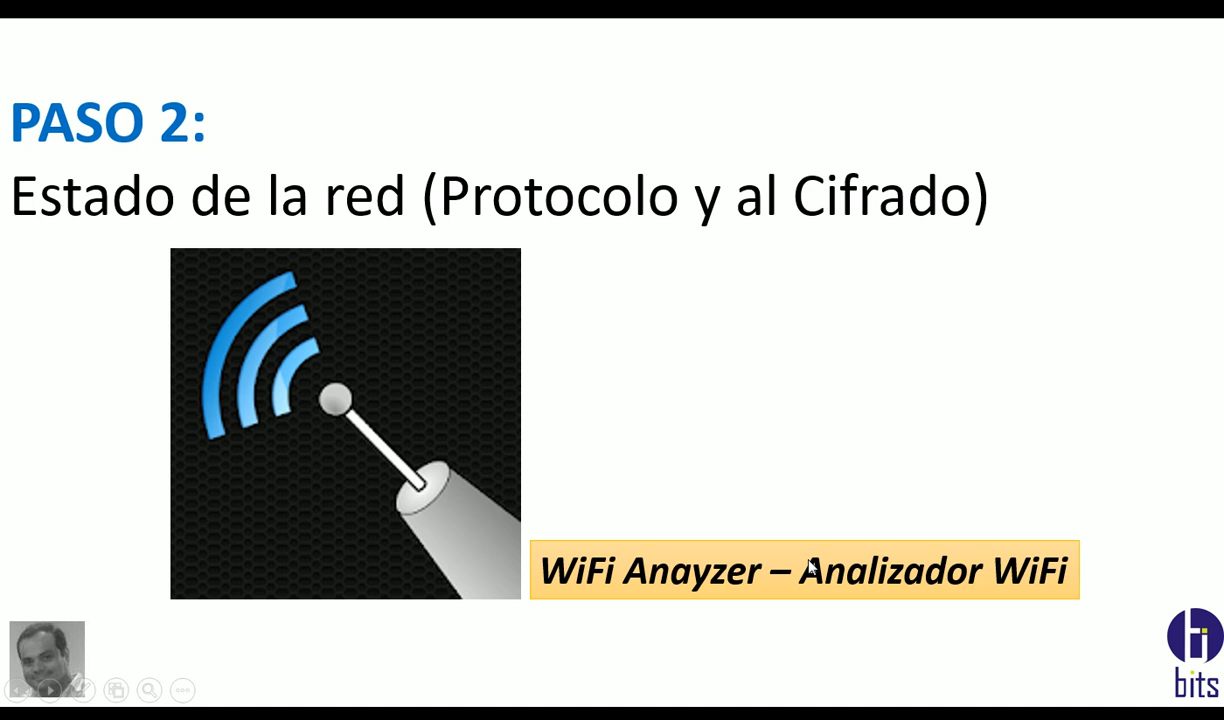 PASO 2:
Estado de la red (Protocolo y al Cifrado)
WiFi Anayzer – Analizador WiFi
bits